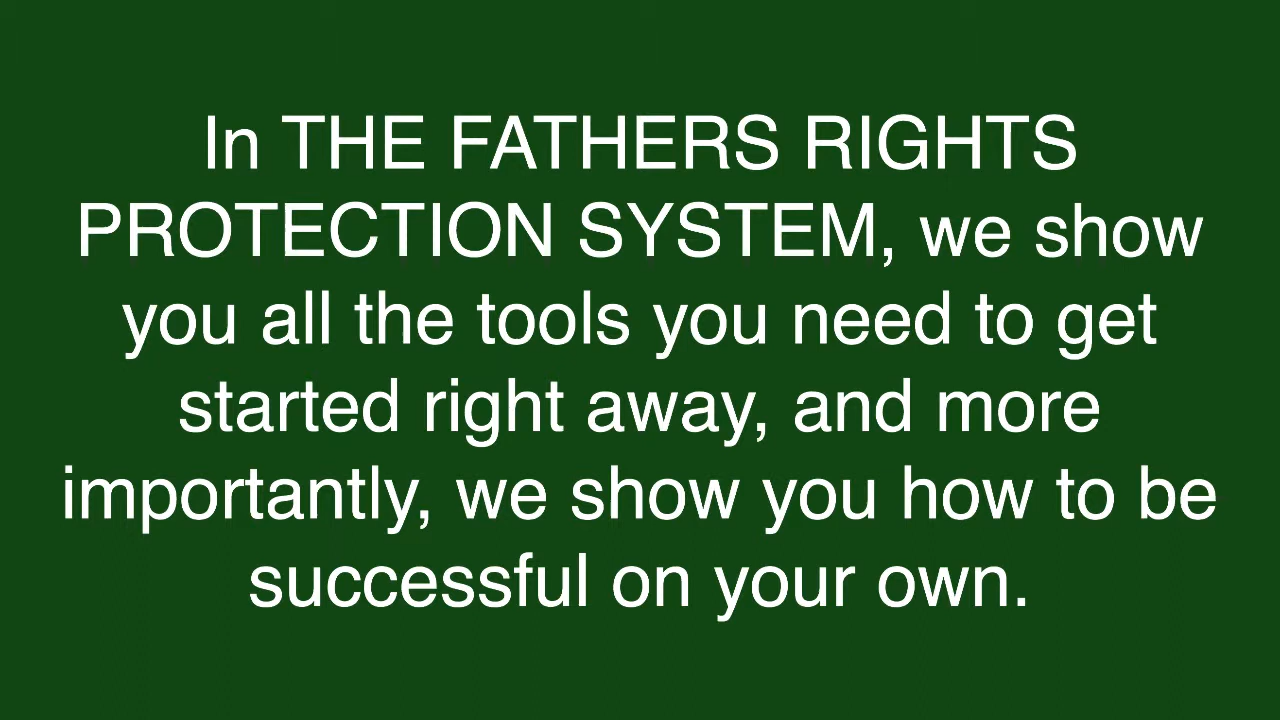 In THE FATHERS RIGHTS
PROTECTION SYSTEM, we show
you all the tools you need to get
started right away, and more
importantly, we show you how to be
successful on your own.